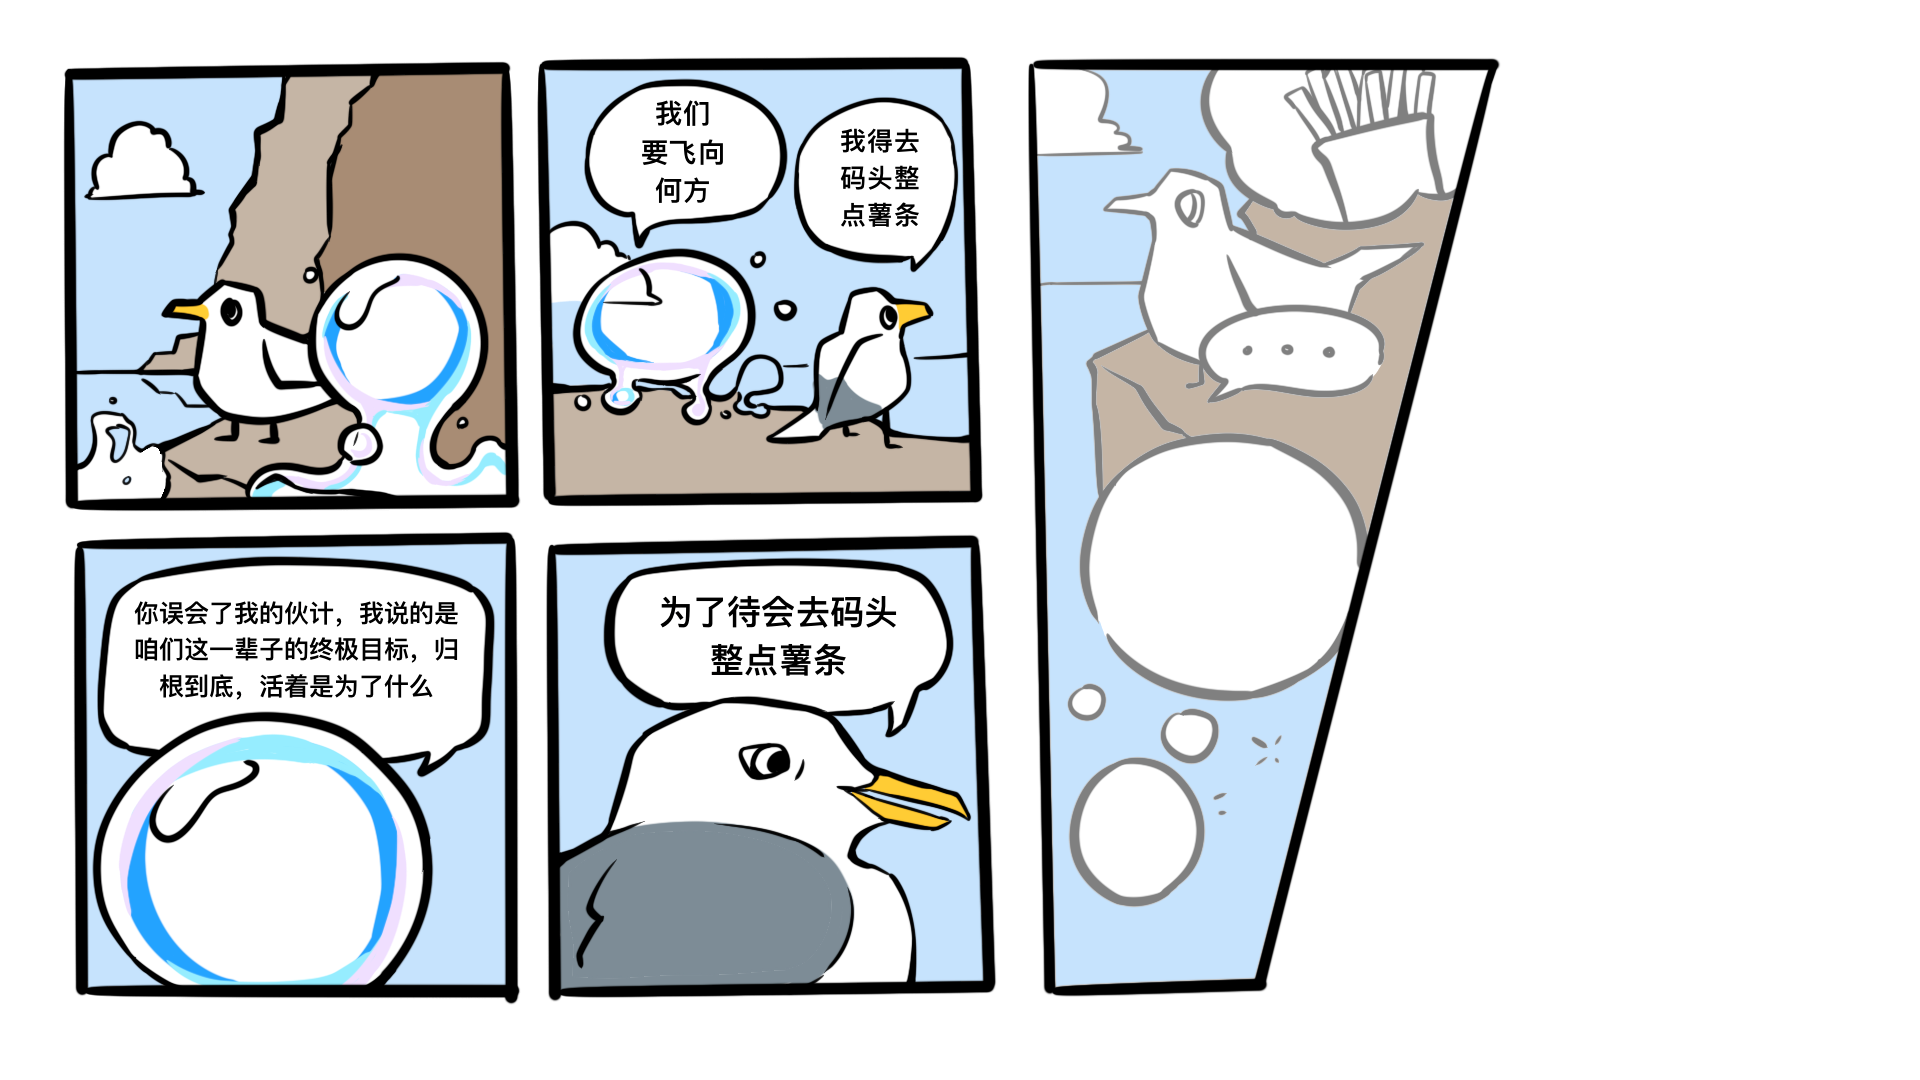 我们
要飞向
何方
我得去
码头整
点薯条
你误会了我的伙计，我说的是
咱们这一辈子的终极目标，归
根到底，活着是为了什么
为了待会去码头
整点薯条